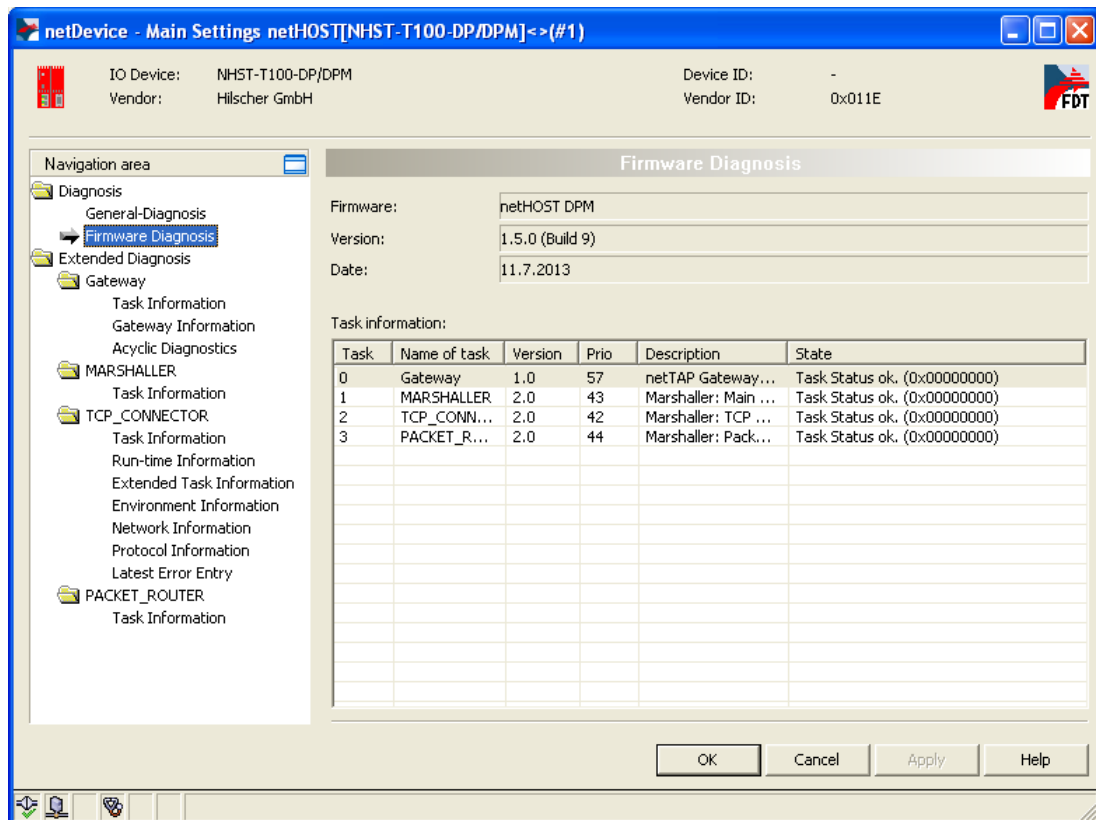 netDevice - Main Settings netHOST[NHST-T100-DP/DPM]<>(#1)
IO Device: NHST-T100-DP/DPM Device ID: -
Vendor: Hilscher GmbH Vendor ID: 0x011E
FDT
Navigation area
Diagnosis
General-Diagnosis
Firmware Diagnosis
Extended Diagnosis
Gateway
Task Information
Gateway Information
Acyclic Diagnostics
MARSHALLER
Task Information
TCP_CONNECTOR
Task Information
Run-time Information
Extended Task Information
Environment Information
Network Information
Protocol Information
Latest Error Entry
PACKET_ROUTER
Task Information
Firmware Diagnosis
Firmware: netHOST DPM
Version: 1.5.0 (Build 9)
Date: 11.7.2013
Task information:
Task Name of task Version Prio Description State
0 Gateway 1.0 57 netTAP Gateway... Task Status ok. (0x00000000)
1 MARSHALLER 2.0 43 Marshaller: Main ... Task Status ok. (0x00000000)
2 TCP_CONN... 2.0 42 Marshaller: TCP ... Task Status ok. (0x00000000)
3 PACKET_R... 2.0 44 Marshaller: Pack... Task Status ok. (0x00000000)
OK Cancel Apply Help